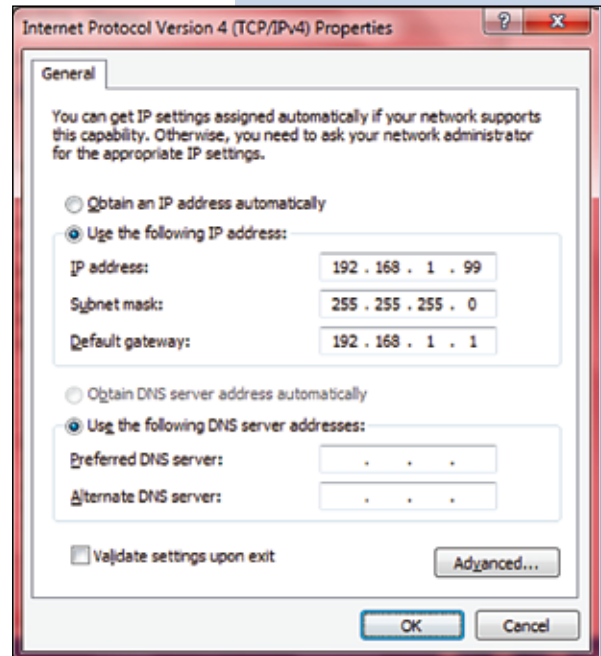 Internet Protocol Version 4 (TCP/IPv4) Properties
General
You can get IP settings assigned automatically if your network supports
this capability. Otherwise, you need to ask your network administrator
for the appropriate IP settings.
Obtain an IP address automatically
Use the following IP address:
IP address: 192 . 168 . 1 . 99
Subnet mask: 255 . 255 . 255 . 0
Default gateway: 192 . 168 . 1 . 1
Obtain DNS server address automatically
Use the following DNS server addresses:
Preferred DNS server: . . .
Alternate DNS server: . . .
Validate settings upon exit
Advanced...
OK Cancel